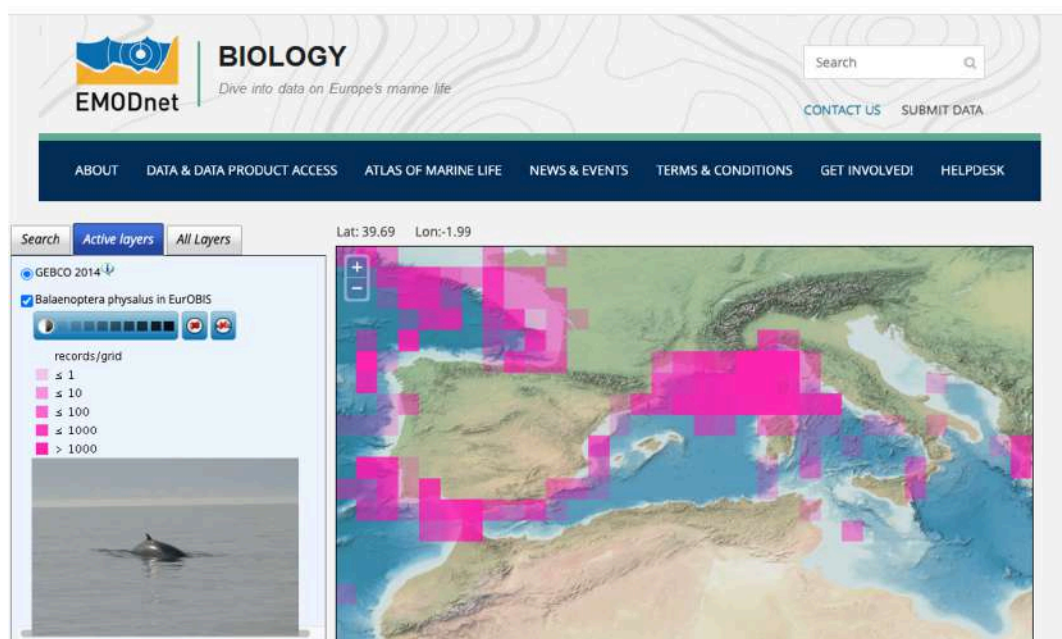 BIOLOGY
Dive into data on Europe's marine life
EMODnet
Search
CONTACT US SUBMIT DATA
ABOUT DATA & DATA PRODUCT ACCESS ATLAS OF MARINE LIFE NEWS & EVENTS TERMS & CONDITIONS GET INVOLVED! HELPDESK
Search Active layers All Layers
Lat: 39.69 Lon:-1.99
GEBCO 2014
Balaenoptera physalus in EurOBIS
records/grid
≤ 1
≤ 10
≤ 100
≤ 1000
> 1000
+
−